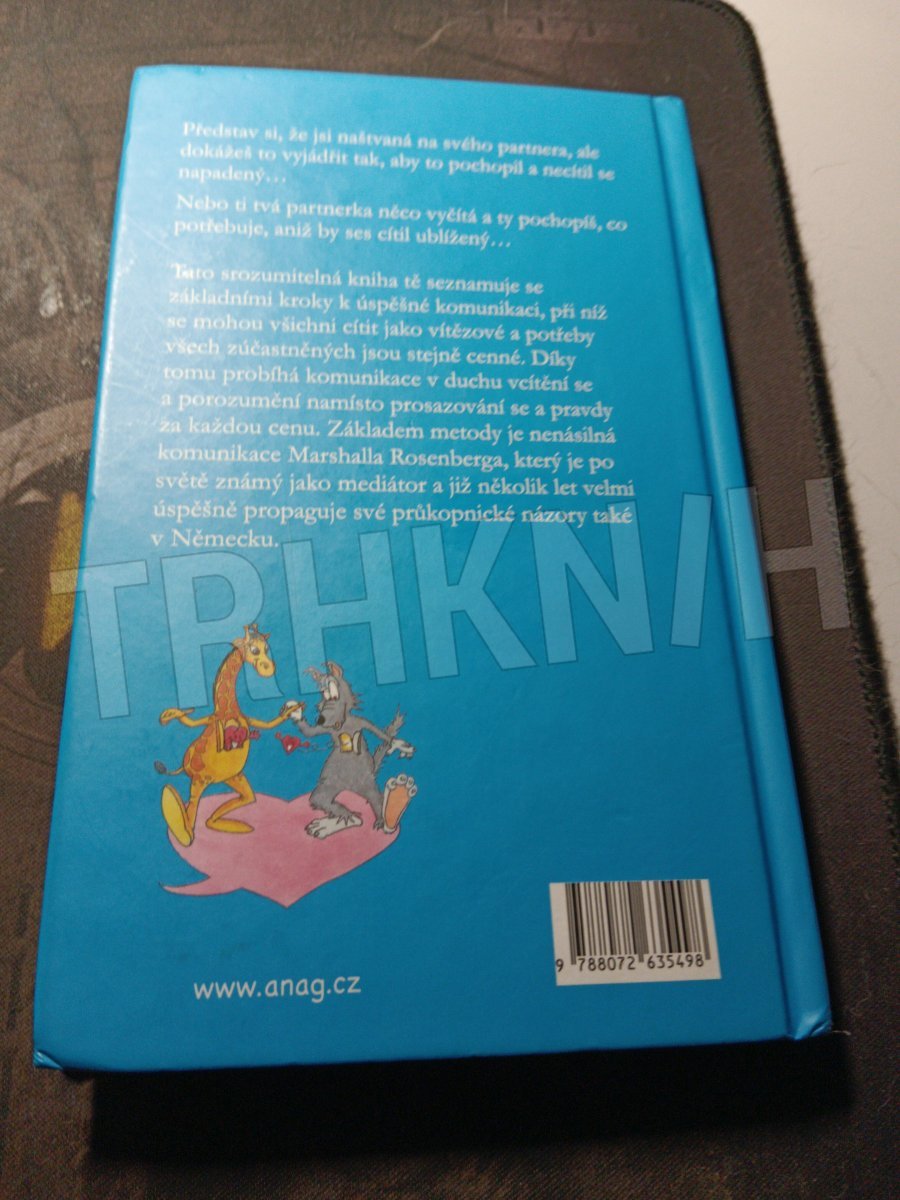 Představ si, že jsi naštvaná na svého partnera, ale
dokážeš to vyjádřit tak, aby to pochopil a necítil se
napadený…
Nebo ti tvá partnerka něco vyčítá a ty pochopíš, co
potřebuje, aniž by ses cítil ublížený…
Tato srozumitelná kniha tě seznamuje se
základními kroky k úspěšné komunikaci, při níž
se mohou všichni cítit jako vítězové a potřeby
všech zúčastněných jsou stejně cenné. Díky
tomu probíhá komunikace v duchu vcítění se
a porozumění namísto prosazování se a pravdy
za každou cenu. Základem metody je nenásilná
komunikace Marshalla Rosenberga, který je po
světě známý jako mediátor a již několik let velmi
úspěšně propaguje své průkopnické názory také
v Německu.
TRHKNIH
www.anag.cz
9 788072 635498